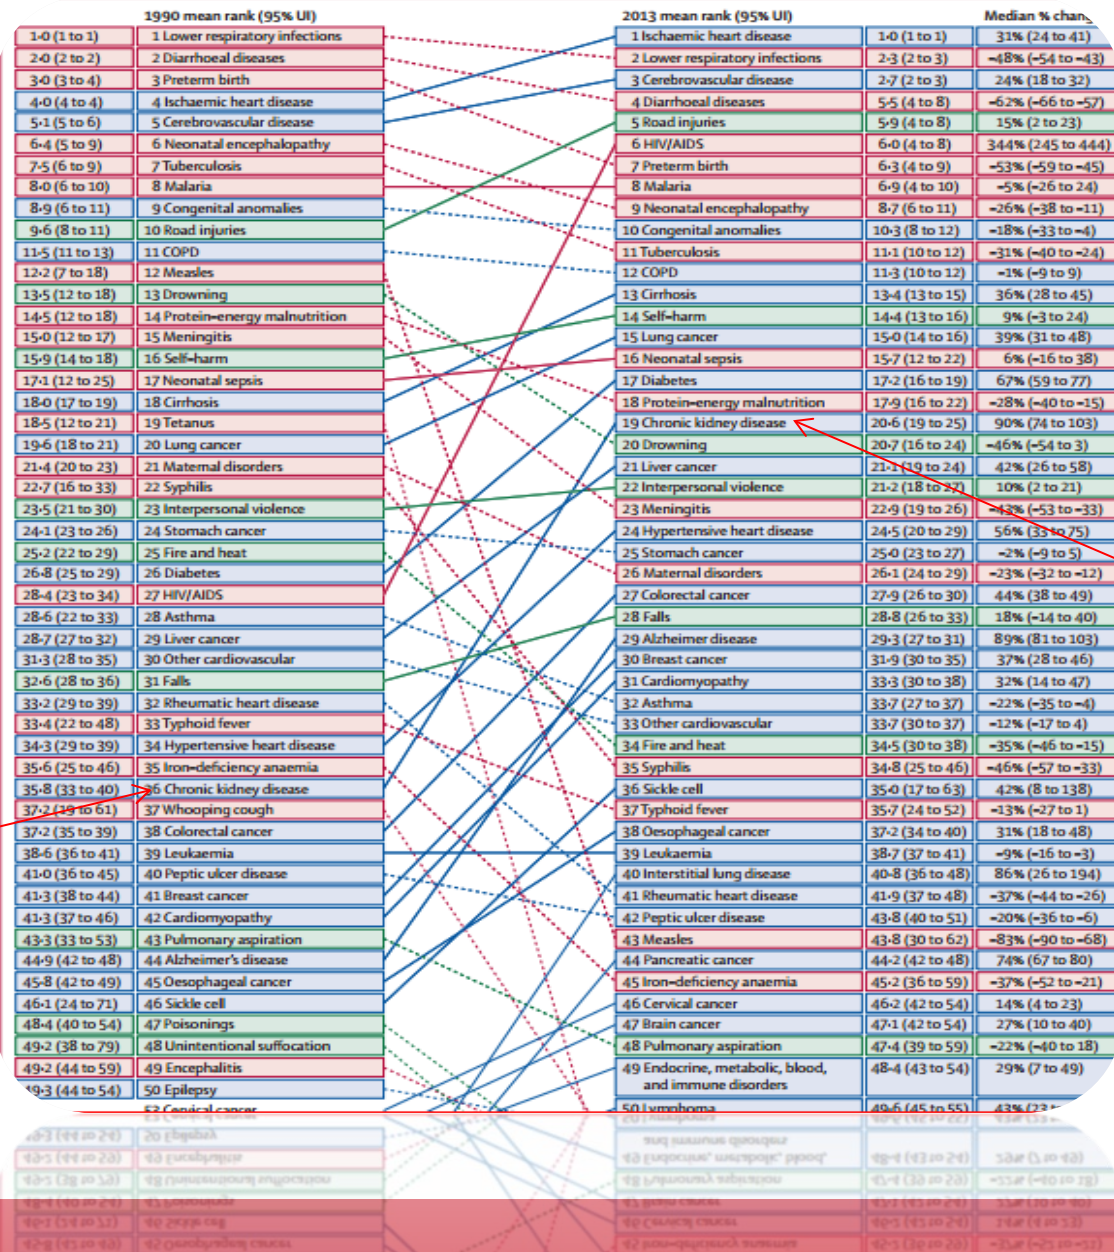 1990 mean rank (95% UI) 2013 mean rank (95% UI) Median % chang
1·0 (1 to 1) 1 Lower respiratory infections 1 Ischaemic heart disease 1·0 (1 to 1) 31% (24 to 41)
2·0 (2 to 2) 2 Diarrhoeal diseases 2 Lower respiratory infections 2·3 (2 to 3) –48% (–54 to –43)
3·0 (3 to 4) 3 Preterm birth 3 Cerebrovascular disease 2·7 (2 to 3) 24% (18 to 32)
4·0 (4 to 4) 4 Ischaemic heart disease 4 Diarrhoeal diseases 5·5 (4 to 8) –62% (–66 to –57)
5·1 (5 to 6) 5 Cerebrovascular disease 5 Road injuries 5·9 (4 to 8) 15% (2 to 23)
6·4 (5 to 9) 6 Neonatal encephalopathy 6 HIV/AIDS 6·0 (4 to 8) 344% (245 to 444)
7·5 (6 to 9) 7 Tuberculosis 7 Preterm birth 6·3 (4 to 9) –53% (–59 to –45)
8·0 (6 to 10) 8 Malaria 8 Malaria 6·9 (4 to 10) –5% (–26 to 24)
8·9 (6 to 11) 9 Congenital anomalies 9 Neonatal encephalopathy 8·7 (6 to 11) –26% (–38 to –11)
9·6 (8 to 11) 10 Road injuries 10 Congenital anomalies 10·3 (8 to 12) –18% (–33 to –4)
11·5 (11 to 13) 11 COPD 11 Tuberculosis 11·1 (10 to 12) –31% (–40 to –24)
12·2 (7 to 18) 12 Measles 12 COPD 11·3 (10 to 12) –1% (–9 to 9)
13·5 (12 to 18) 13 Drowning 13 Cirrhosis 13·4 (13 to 15) 36% (28 to 45)
14·5 (12 to 18) 14 Protein–energy malnutrition 14 Self–harm 14·4 (13 to 16) 9% (–3 to 24)
15·0 (12 to 17) 15 Meningitis 15 Lung cancer 15·0 (14 to 16) 39% (31 to 48)
15·9 (14 to 18) 16 Self–harm 16 Neonatal sepsis 15·7 (12 to 22) 6% (–16 to 38)
17·1 (12 to 25) 17 Neonatal sepsis 17 Diabetes 17·2 (16 to 19) 67% (59 to 77)
18·0 (17 to 19) 18 Cirrhosis 18 Protein–energy malnutrition 17·9 (16 to 22) –28% (–40 to –15)
18·5 (12 to 21) 19 Tetanus 19 Chronic kidney disease 20·6 (19 to 25) 90% (74 to 103)
19·6 (18 to 21) 20 Lung cancer 20 Drowning 20·7 (16 to 24) –46% (–54 to 3)
21·4 (20 to 23) 21 Maternal disorders 21 Liver cancer 21·1 (19 to 24) 42% (26 to 58)
22·7 (16 to 33) 22 Syphilis 22 Interpersonal violence 21·2 (18 to 27) 10% (2 to 21)
23·5 (21 to 30) 23 Interpersonal violence 23 Meningitis 22·9 (19 to 26) –43% (–53 to –33)
24·1 (23 to 26) 24 Stomach cancer 24 Hypertensive heart disease 24·5 (20 to 29) 56% (33 to 75)
25·2 (22 to 29) 25 Fire and heat 25 Stomach cancer 25·0 (23 to 27) –2% (–9 to 5)
26·8 (25 to 29) 26 Diabetes 26 Maternal disorders 26·1 (24 to 29) –23% (–32 to –12)
28·4 (23 to 34) 27 HIV/AIDS 27 Colorectal cancer 27·9 (26 to 30) 44% (38 to 49)
28·6 (22 to 33) 28 Asthma 28 Falls 28·8 (26 to 33) 18% (–14 to 40)
28·7 (27 to 32) 29 Liver cancer 29 Alzheimer disease 29·3 (27 to 31) 89% (81 to 103)
31·3 (28 to 35) 30 Other cardiovascular 30 Breast cancer 31·9 (30 to 35) 37% (28 to 46)
32·6 (28 to 36) 31 Falls 31 Cardiomyopathy 33·3 (30 to 38) 32% (14 to 47)
33·2 (29 to 39) 32 Rheumatic heart disease 32 Asthma 33·7 (27 to 37) –22% (–35 to –4)
33·4 (22 to 48) 33 Typhoid fever 33 Other cardiovascular 33·7 (30 to 37) –12% (–17 to 4)
34·3 (29 to 39) 34 Hypertensive heart disease 34 Fire and heat 34·5 (30 to 38) –35% (–46 to –15)
35·6 (25 to 46) 35 Iron–deficiency anaemia 35 Syphilis 34·8 (25 to 46) –46% (–57 to –33)
35·8 (33 to 40) 36 Chronic kidney disease 36 Sickle cell 35·0 (17 to 63) 42% (8 to 138)
37·2 (19 to 61) 37 Whooping cough 37 Typhoid fever 35·7 (24 to 52) –13% (–27 to 1)
37·2 (35 to 39) 38 Colorectal cancer 38 Oesophageal cancer 37·2 (34 to 40) 31% (18 to 48)
38·6 (36 to 41) 39 Leukaemia 39 Leukaemia 38·7 (37 to 41) –9% (–16 to –3)
41·0 (36 to 45) 40 Peptic ulcer disease 40 Interstitial lung disease 40·8 (36 to 48) 86% (26 to 194)
41·3 (38 to 44) 41 Breast cancer 41 Rheumatic heart disease 41·9 (37 to 48) –37% (–44 to –26)
41·3 (37 to 46) 42 Cardiomyopathy 42 Peptic ulcer disease 43·8 (40 to 51) –20% (–36 to –6)
43·3 (33 to 53) 43 Pulmonary aspiration 43 Measles 43·8 (30 to 62) –83% (–90 to –68)
44·9 (42 to 48) 44 Alzheimer's disease 44 Pancreatic cancer 44·2 (42 to 48) 74% (67 to 80)
45·8 (42 to 49) 45 Oesophageal cancer 45 Iron–deficiency anaemia 45·2 (36 to 59) –37% (–52 to –21)
46·1 (24 to 71) 46 Sickle cell 46 Cervical cancer 46·2 (42 to 54) 14% (4 to 23)
48·4 (40 to 54) 47 Poisonings 47 Brain cancer 47·1 (42 to 54) 27% (10 to 40)
49·2 (38 to 79) 48 Unintentional suffocation 48 Pulmonary aspiration 47·4 (39 to 59) –22% (–40 to 18)
49·2 (44 to 59) 49 Encephalitis 49 Endocrine, metabolic, blood, 48·4 (43 to 54) 29% (7 to 49)
49·3 (44 to 54) 50 Epilepsy and immune disorders
53 Cervical cancer 50 Lymphoma 49·6 (45 to 55) 43% (23